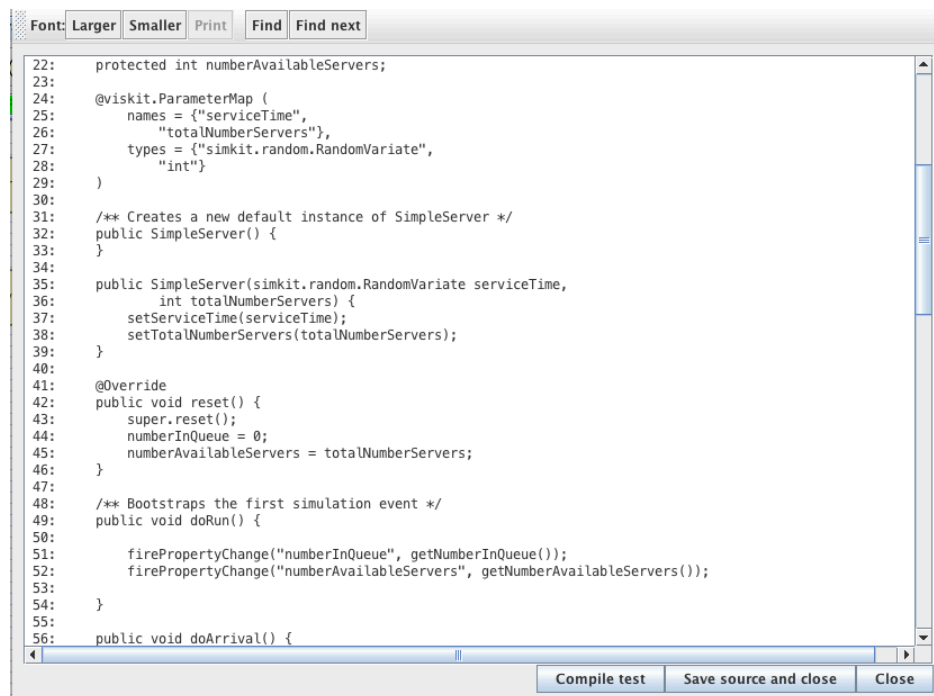 Font: Larger Smaller Print Find Find next
22:     protected int numberAvailableServers;
23:
24:     @viskit.ParameterMap (
25:         names = {"serviceTime",
26:             "totalNumberServers"},
27:         types = {"simkit.random.RandomVariate",
28:             "int"}
29:     )
30:
31:     /** Creates a new default instance of SimpleServer */
32:     public SimpleServer() {
33:     }
34:
35:     public SimpleServer(simkit.random.RandomVariate serviceTime,
36:             int totalNumberServers) {
37:         setServiceTime(serviceTime);
38:         setTotalNumberServers(totalNumberServers);
39:     }
40:
41:     @Override
42:     public void reset() {
43:         super.reset();
44:         numberInQueue = 0;
45:         numberAvailableServers = totalNumberServers;
46:     }
47:
48:     /** Bootstraps the first simulation event */
49:     public void doRun() {
50:
51:         firePropertyChange("numberInQueue", getNumberInQueue());
52:         firePropertyChange("numberAvailableServers", getNumberAvailableServers());
53:
54:     }
55:
56:     public void doArrival() {
Compile test Save source and close Close